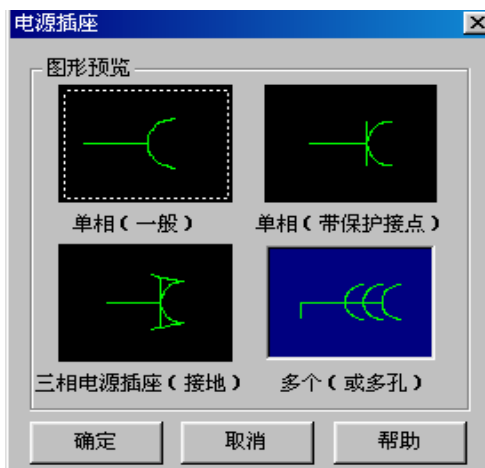 电源插座
图形预览
单相（一般） 单相（带保护接点）
三相电源插座（接地） 多个（或多孔）
确定 取消 帮助